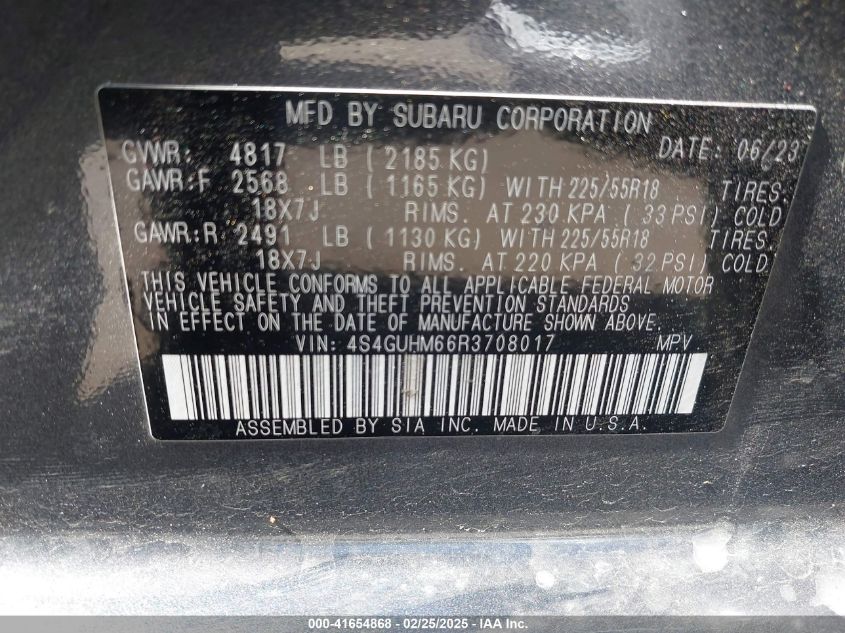 MFD BY SUBARU CORPORATION
GVWR: 4817 LB ( 2185 KG) DATE: 06/23
GAWR:F 2568 LB ( 1165 KG) WITH 225/55R18 TIRES.
18X7J RIMS. AT 230 KPA ( 33 PSI) COLD
GAWR:R 2491 LB ( 1130 KG) WITH 225/55R18 TIRES.
18X7J RIMS. AT 220 KPA ( 32 PSI) COLD.
THIS VEHICLE CONFORMS TO ALL APPLICABLE FEDERAL MOTOR
VEHICLE SAFETY AND THEFT PREVENTION STANDARDS
IN EFFECT ON THE DATE OF MANUFACTURE SHOWN ABOVE.
VIN: 4S4GUHM66R3708017 MPV
ASSEMBLED BY SIA INC. MADE IN U.S.A.
000-41654868 - 02/25/2025 - IAA Inc.